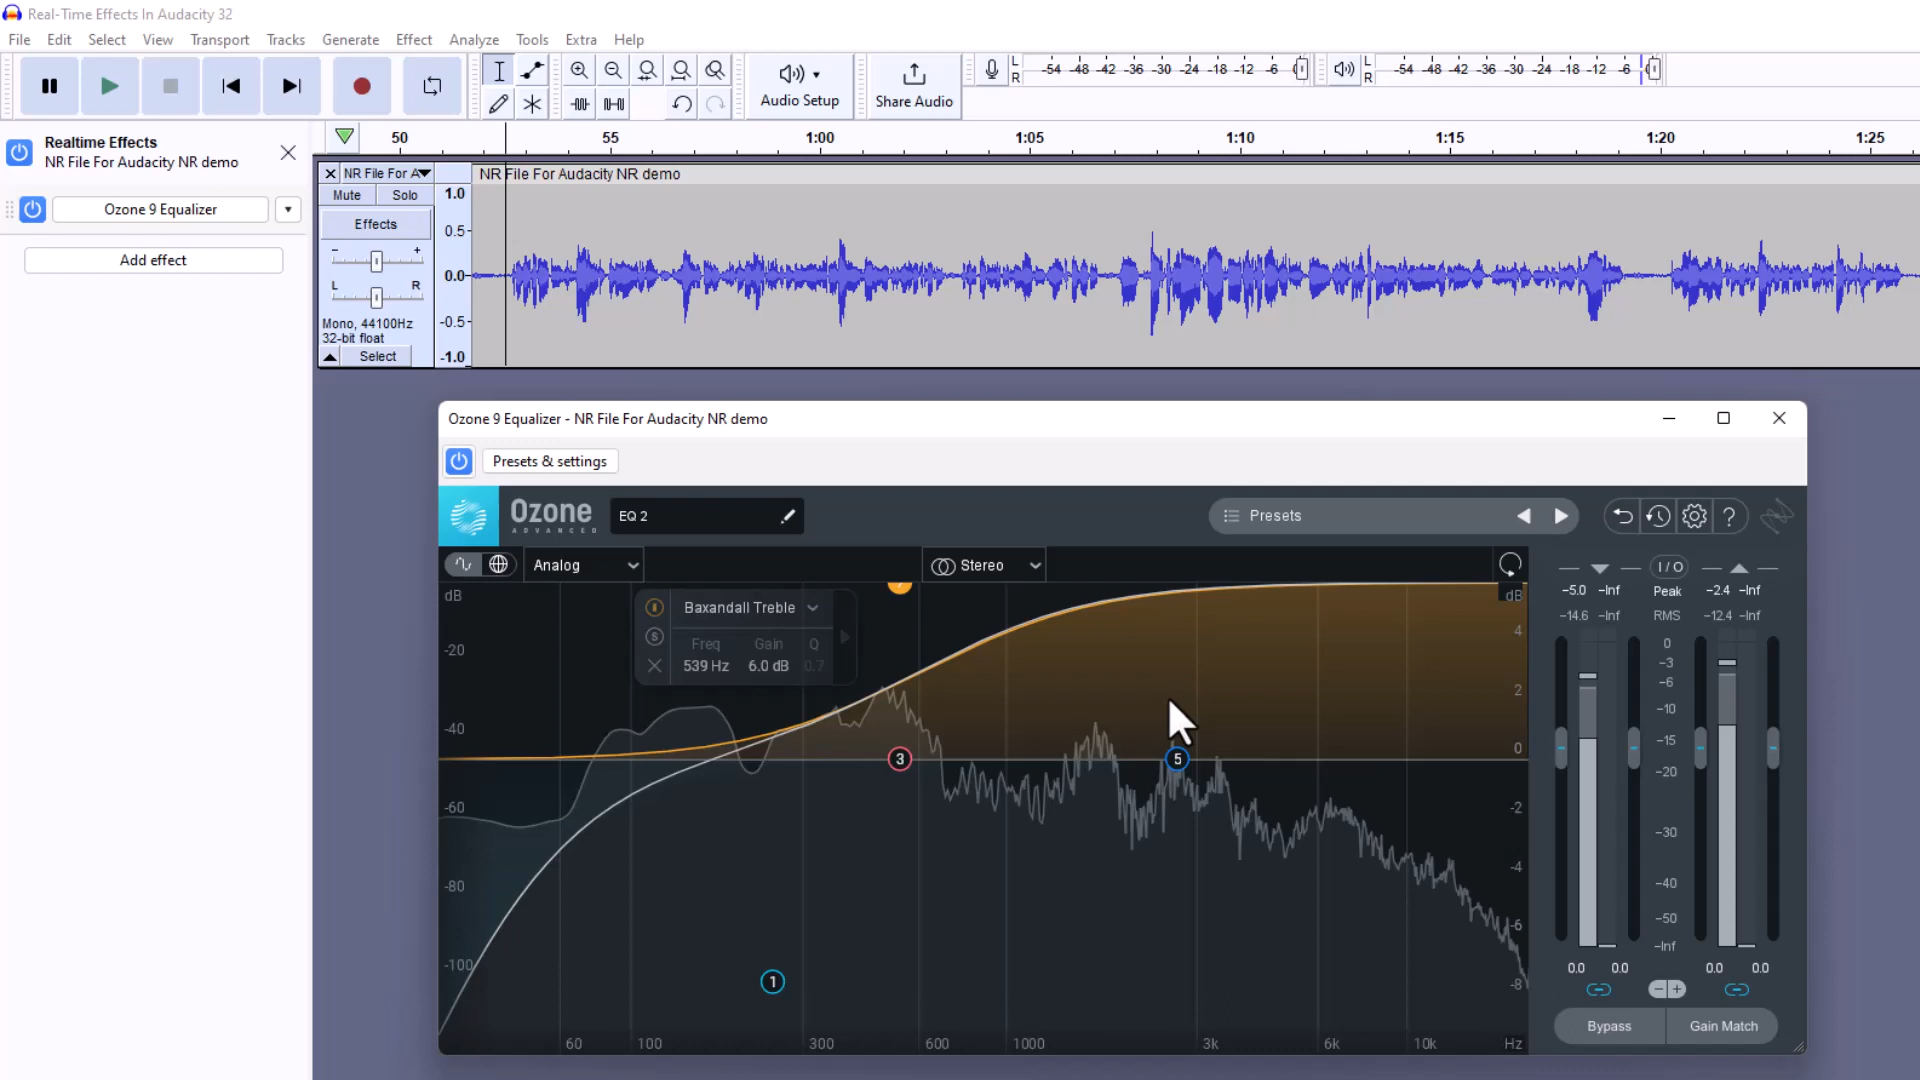 Real-Time Effects In Audacity 32
File Edit Select View Transport Tracks Generate Effect Analyze Tools Extra Help
L R -54 -48 -42 -36 -30 -24 -18 -12 -6
L R -54 -48 -42 -36 -30 -24 -18 -12 -6
Audio Setup
Share Audio
50 55 1:00 1:05 1:10 1:15 1:20 1:25
Realtime Effects
NR File For Audacity NR demo
Ozone 9 Equalizer
Add effect
NR File For A
NR File For Audacity NR demo
Mute Solo
Effects
- +
L R
Mono, 44100Hz
32-bit float
Select
1.0
0.5
0.0
-0.5
-1.0
Ozone 9 Equalizer - NR File For Audacity NR demo
Presets & settings
Ozone
ADVANCED
EQ 2
Presets
?
Analog
Stereo
dB
-20
-40
-60
-80
-100
Baxandall Treble
S
Freq Gain Q
539 Hz 6.0 dB 0.7
3
5
1
dB
4
2
0
-2
-4
-6
-8
60 100 300 600 1000 3k 6k 10k Hz
I / O
-5.0 -Inf Peak -2.4 -Inf
-14.6 -Inf RMS -12.4 -Inf
0
-3
-6
-10
-15
-20
-30
-40
-50
-Inf
0.0 0.0 0.0 0.0
- +
Bypass Gain Match